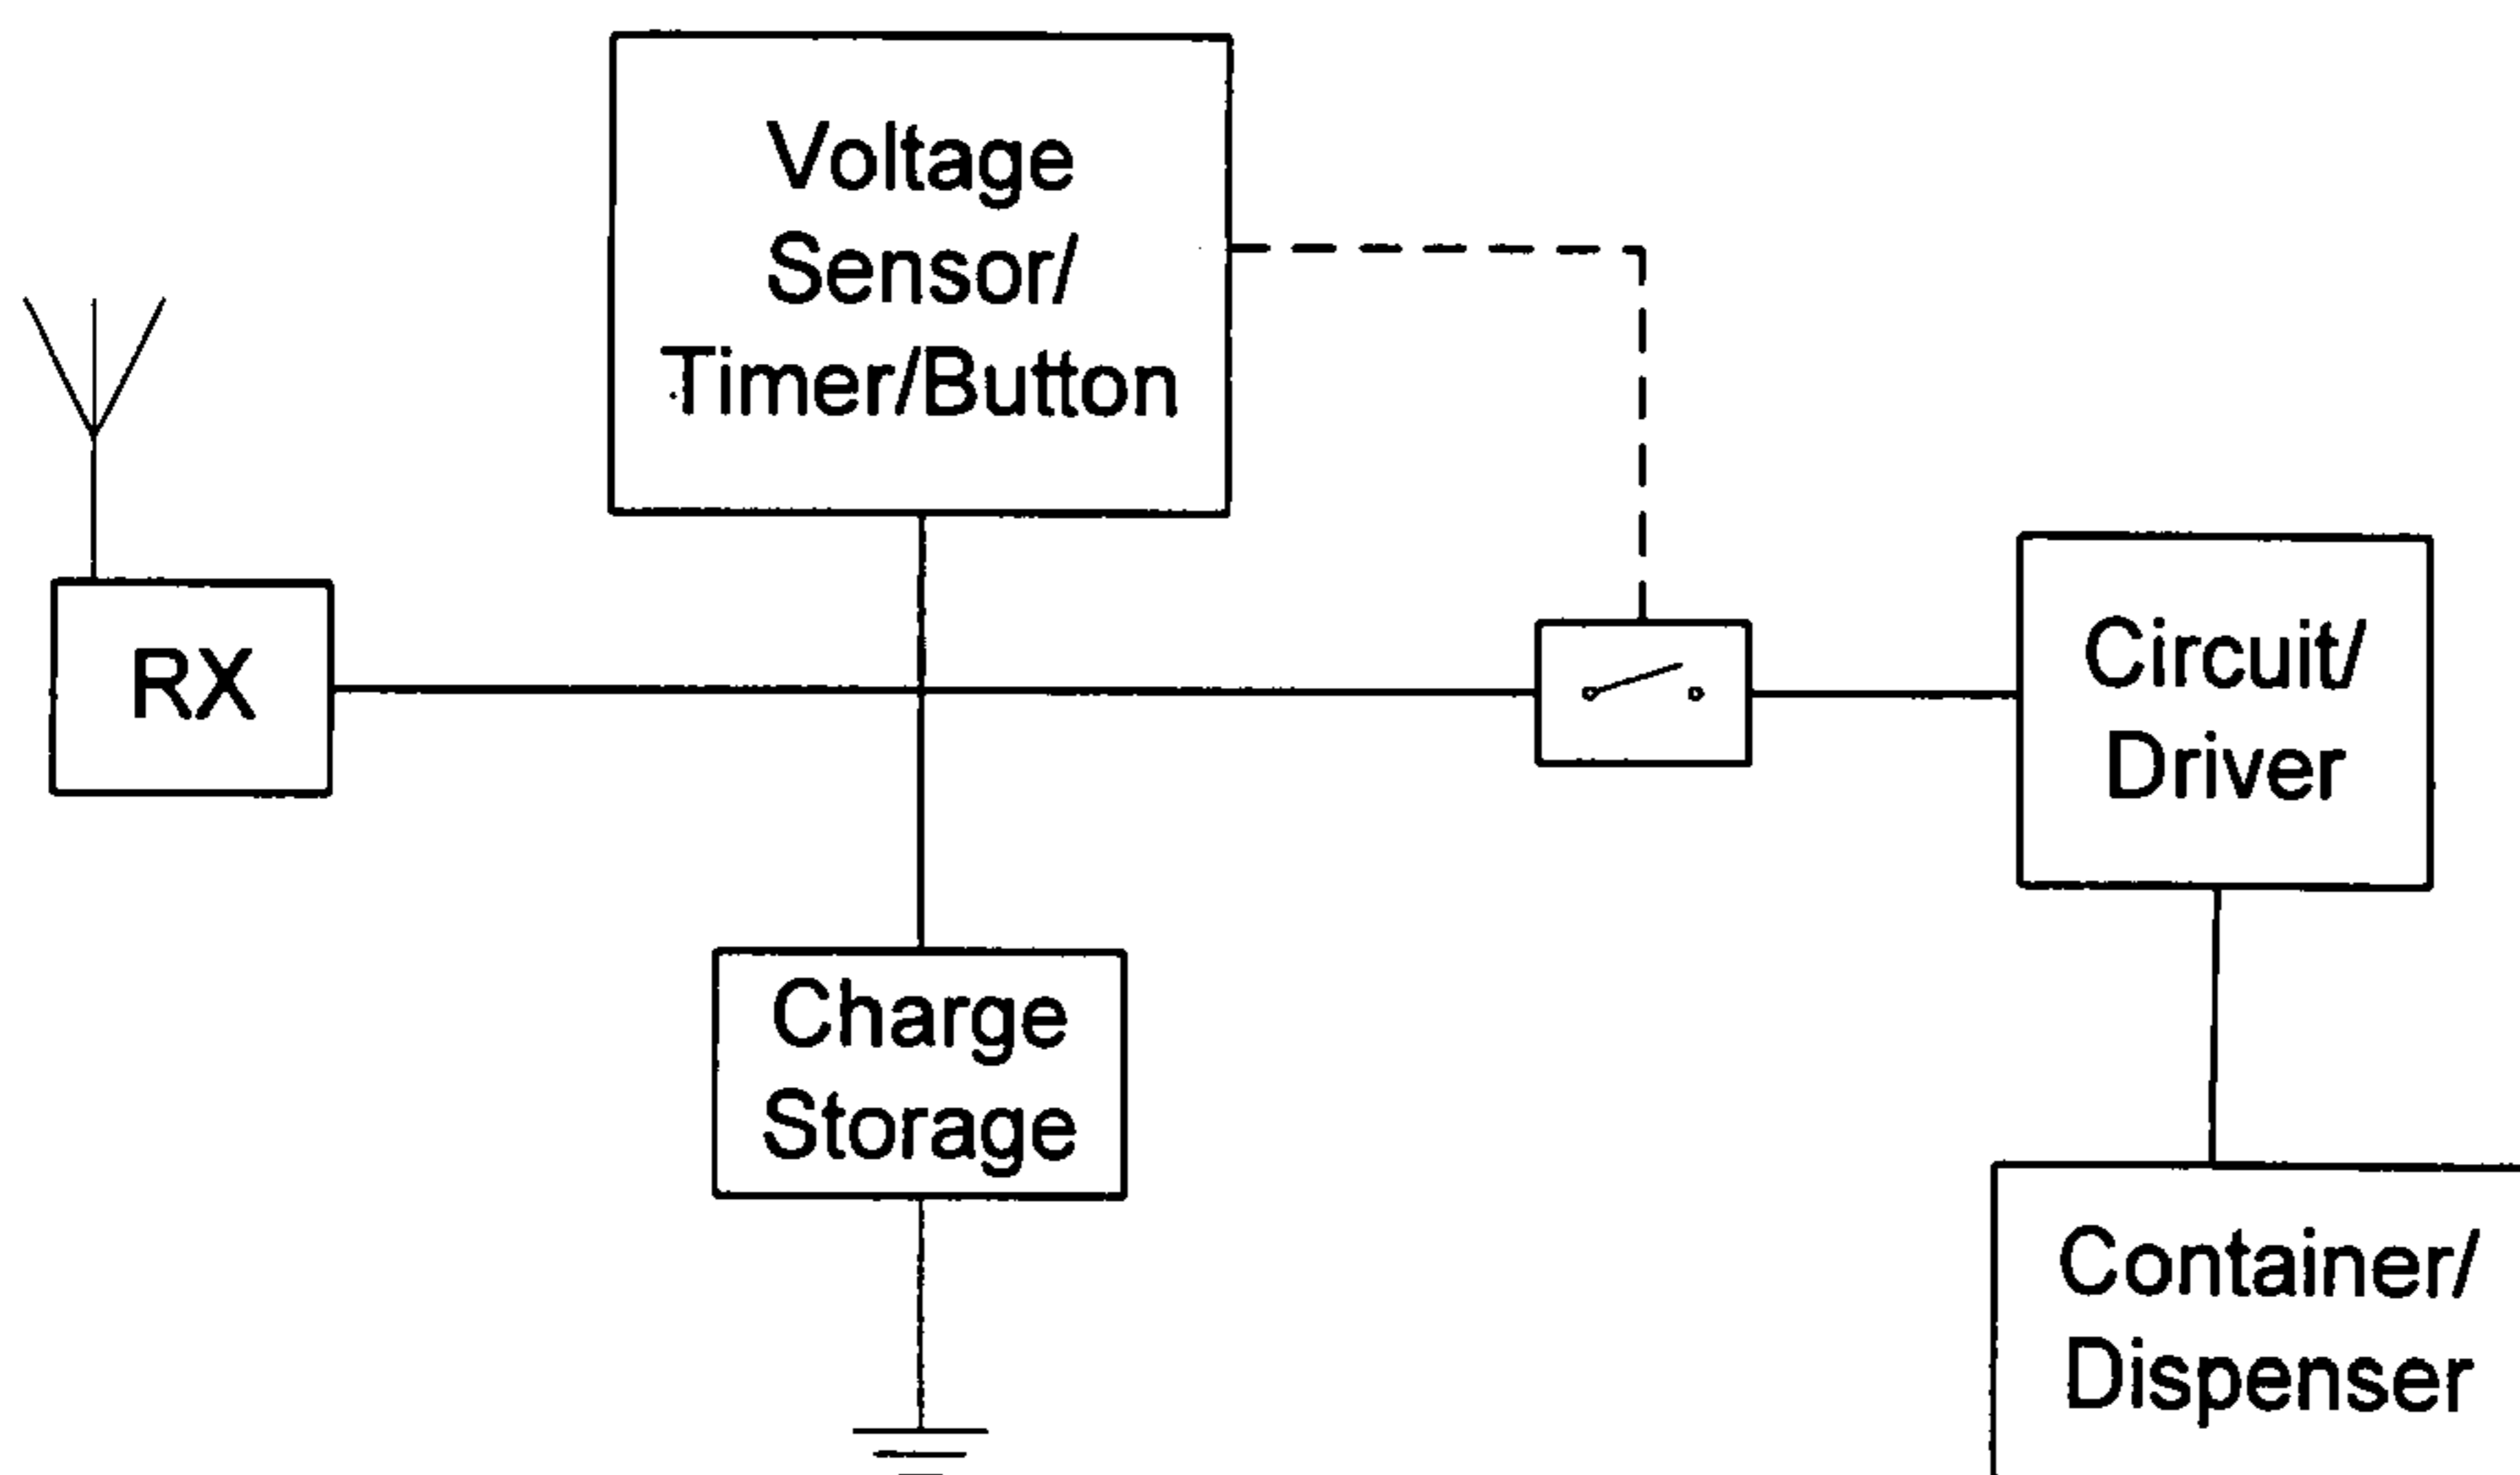 Voltage
Sensor/
Timer/Button
RX
Circuit/
Driver
Charge
Storage
Container/
Dispenser